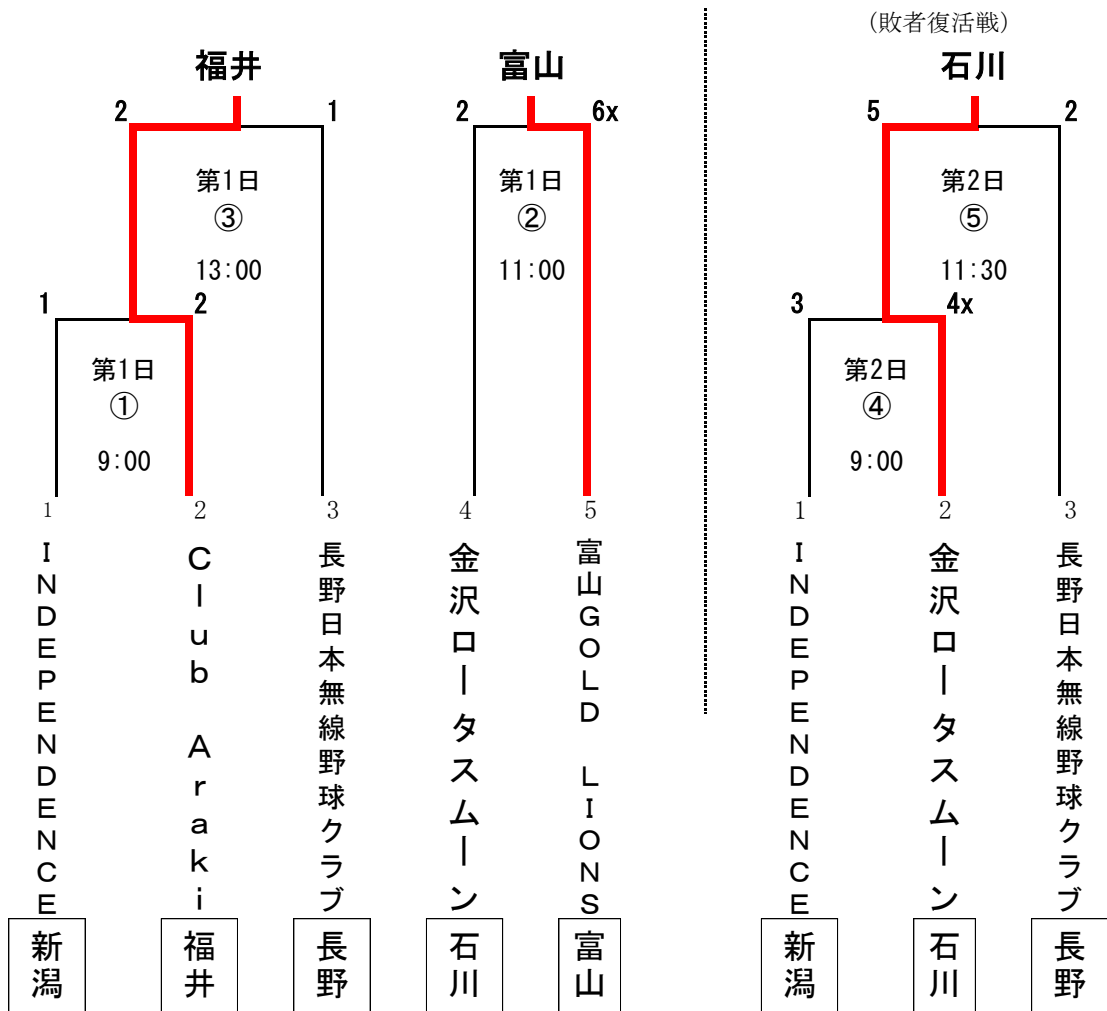 (敗者復活戦)
福井
富山
石川
2
1
2
6x
5
2
第1日
③
13:00
第1日
②
11:00
第2日
⑤
11:30
1
2
3
4x
第1日
①
9:00
第2日
④
9:00
1
2
3
4
5
1
2
3
INDEPENDENCE
Club Araki
長野日本無線野球クラブ
金沢ロータスムーン
富山GOLD LIONS
INDEPENDENCE
金沢ロータスムーン
長野日本無線野球クラブ
新潟
福井
長野
石川
富山
新潟
石川
長野